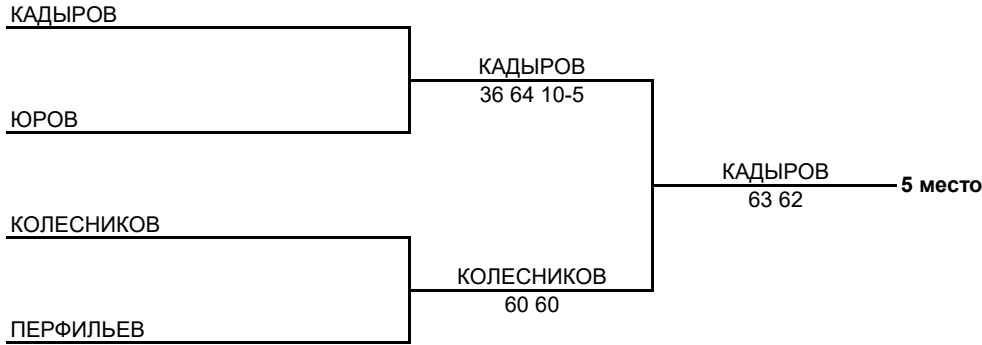 КАДЫРОВ
КАДЫРОВ
36 64 10-5
ЮРОВ
КАДЫРОВ
63 62
5 место
КОЛЕСНИКОВ
КОЛЕСНИКОВ
60 60
ПЕРФИЛЬЕВ